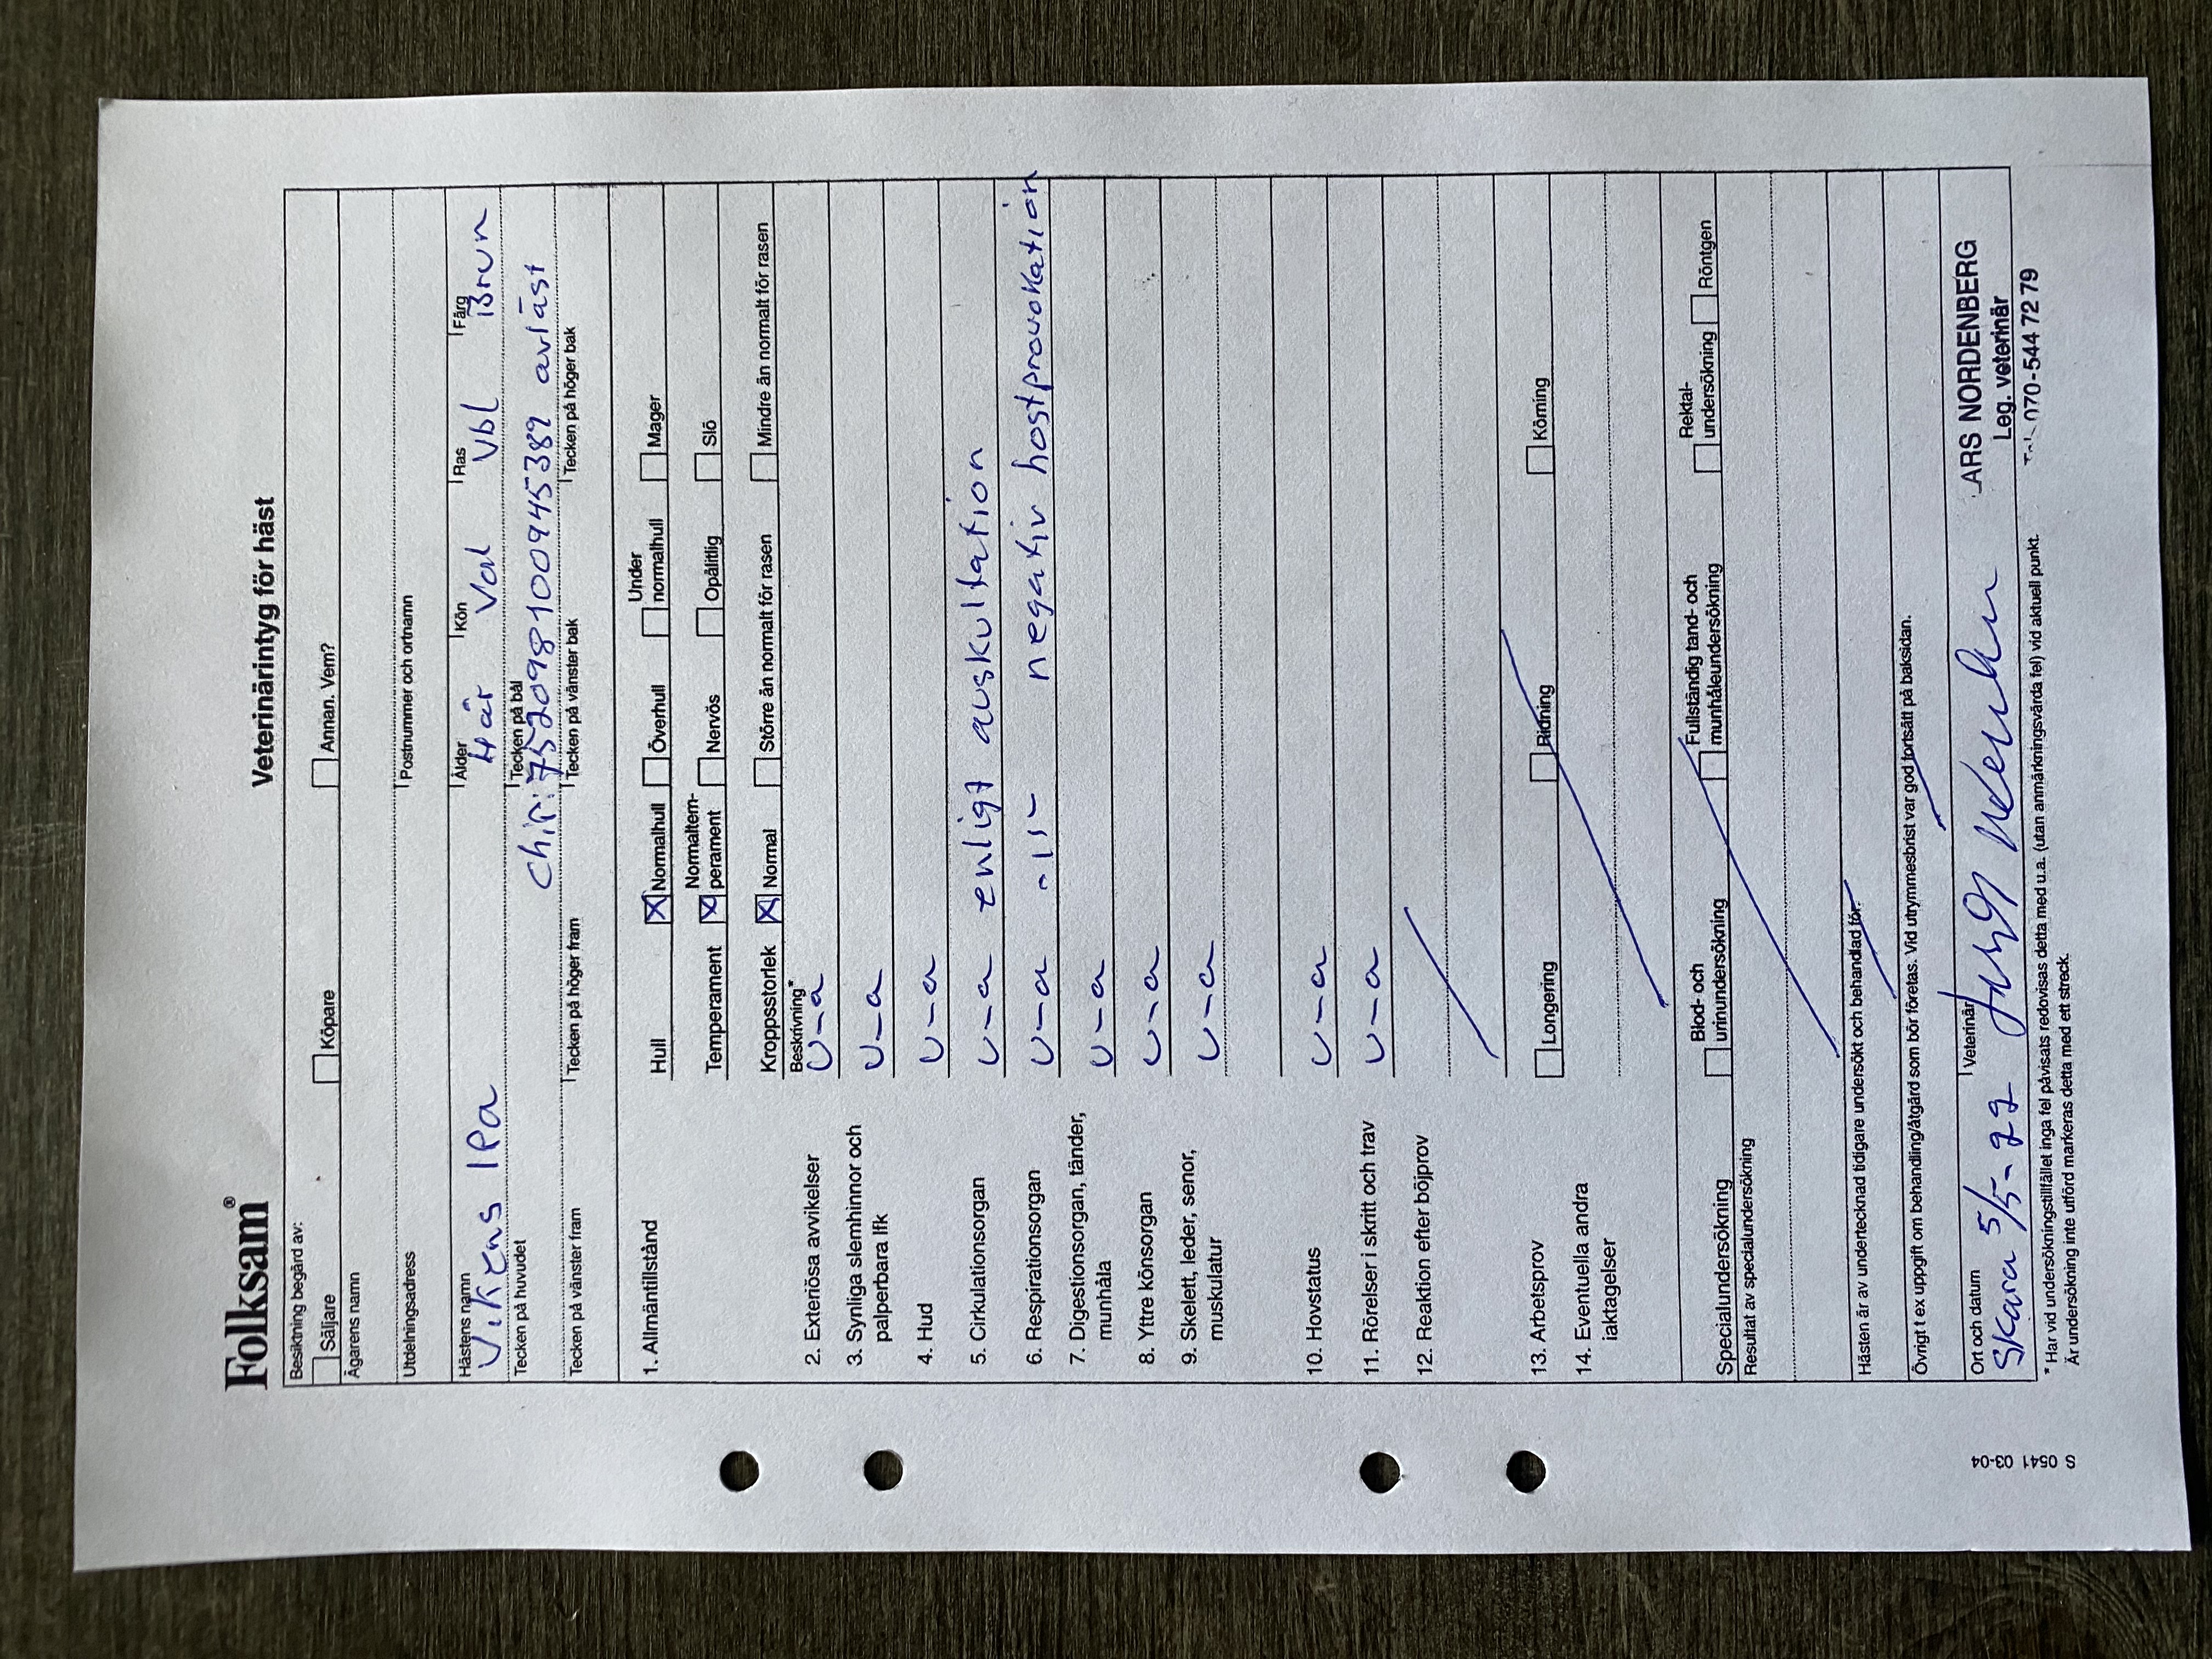 Folksam®
Veterinärintyg för häst
Besiktning begärd av:
Säljare Köpare Annan. Vem?
Ägarens namn
Utdelningsadress Postnummer och ortnamn
Hästens namn Ålder Kön Ras Färg
Vikens 4 år Val Vbl Brun
Tecken på huvudet Tecken på bål
chip: 752098100945389 avläst
Tecken på vänster fram Tecken på höger fram Tecken på vänster bak Tecken på höger bak
1. Allmäntillstånd Hull X Normalhull Överhull Under normalhull Mager
Temperament X Normaltem-perament Nervös Opålitlig Slö
Kroppsstorlek X Normal Större än normalt för rasen Mindre än normalt för rasen
Beskrivning*
2. Exteriösa avvikelser u-a
3. Synliga slemhinnor och u-a
palperbara lfk
4. Hud u-a
5. Cirkulationsorgan u-a enligt auskultation
6. Respirationsorgan u-a -"- negativ hostprovokation
7. Digestionsorgan, tänder, u-a
munhåla
8. Yttre könsorgan u-a
9. Skelett, leder, senor, u-a
muskulatur
10. Hovstatus u-a
11. Rörelser i skritt och trav u-a
12. Reaktion efter böjprov
13. Arbetsprov Longering Ridning Körning
14. Eventuella andra
iaktagelser
Specialundersökning Blod- och urinundersökning Fullständig tand- och munhåleundersökning Rektal-undersökning Röntgen
Resultat av specialundersökning
Hästen är av undertecknad tidigare undersökt och behandlad för:
Övrigt t ex uppgift om behandling/åtgärd som bör företas. Vid utrymmesbrist var god fortsätt på baksidan.
Ort och datum Veterinär
Skara 5/5-22
ARS NORDENBERG
Leg. veterinär
070-544 72 79
* Har vid undersökningstillfället inga fel påvisats redovisas detta med u.a. (utan anmärkningsvärda fel) vid aktuell punkt.
Är undersökning inte utförd markeras detta med ett streck.
S 0541 03-04